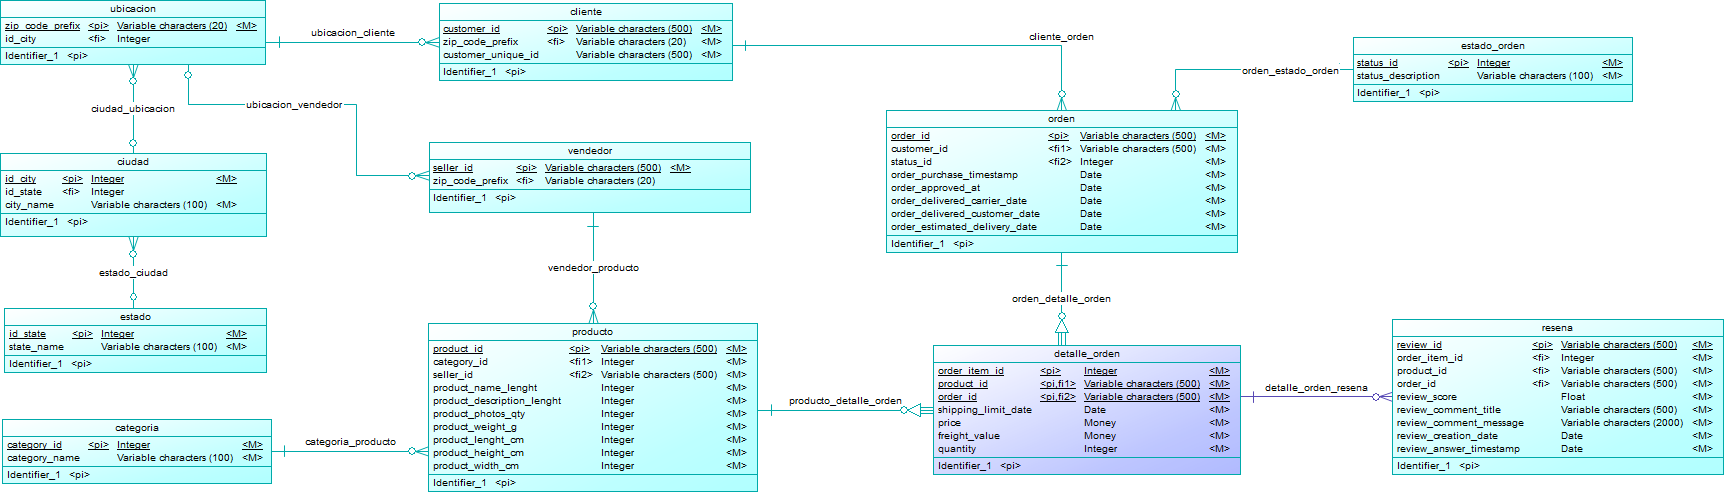 ubicacion
zip_code_prefix <pi> Variable characters (20) <M>
id_city <fi> Integer
Identifier_1 <pi>
ubicacion_cliente
cliente
customer_id <pi> Variable characters (500) <M>
zip_code_prefix <fi> Variable characters (20) <M>
customer_unique_id Variable characters (500) <M>
Identifier_1 <pi>
cliente_orden
estado_orden
status_id <pi> Integer <M>
status_description Variable characters (100) <M>
Identifier_1 <pi>
orden_estado_orden
ciudad_ubicacion
ubicacion_vendedor
orden
order_id <pi> Variable characters (500) <M>
customer_id <fi1> Variable characters (500) <M>
status_id <fi2> Integer <M>
order_purchase_timestamp Date <M>
order_approved_at Date <M>
order_delivered_carrier_date Date <M>
order_delivered_customer_date Date <M>
order_estimated_delivery_date Date <M>
Identifier_1 <pi>
ciudad
id_city <pi> Integer <M>
id_state <fi> Integer
city_name Variable characters (100) <M>
Identifier_1 <pi>
vendedor
seller_id <pi> Variable characters (500) <M>
zip_code_prefix <fi> Variable characters (20)
Identifier_1 <pi>
estado_ciudad
vendedor_producto
orden_detalle_orden
estado
id_state <pi> Integer <M>
state_name Variable characters (100) <M>
Identifier_1 <pi>
producto
product_id <pi> Variable characters (500) <M>
category_id <fi1> Integer <M>
seller_id <fi2> Variable characters (500) <M>
product_name_lenght Integer <M>
product_description_lenght Integer <M>
product_photos_qty Integer <M>
product_weight_g Integer <M>
product_lenght_cm Integer <M>
product_height_cm Integer <M>
product_width_cm Integer <M>
Identifier_1 <pi>
producto_detalle_orden
detalle_orden
order_item_id <pi> Integer <M>
product_id <pi,fi1> Variable characters (500) <M>
order_id <pi,fi2> Variable characters (500) <M>
shipping_limit_date Date <M>
price Money <M>
freight_value Money <M>
quantity Integer <M>
Identifier_1 <pi>
detalle_orden_resena
resena
review_id <pi> Variable characters (500) <M>
order_item_id <fi> Integer <M>
product_id <fi> Variable characters (500) <M>
order_id <fi> Variable characters (500) <M>
review_score Float <M>
review_comment_title Variable characters (500) <M>
review_comment_message Variable characters (2000) <M>
review_creation_date Date <M>
review_answer_timestamp Date <M>
Identifier_1 <pi>
categoria
category_id <pi> Integer <M>
category_name Variable characters (100) <M>
Identifier_1 <pi>
categoria_producto